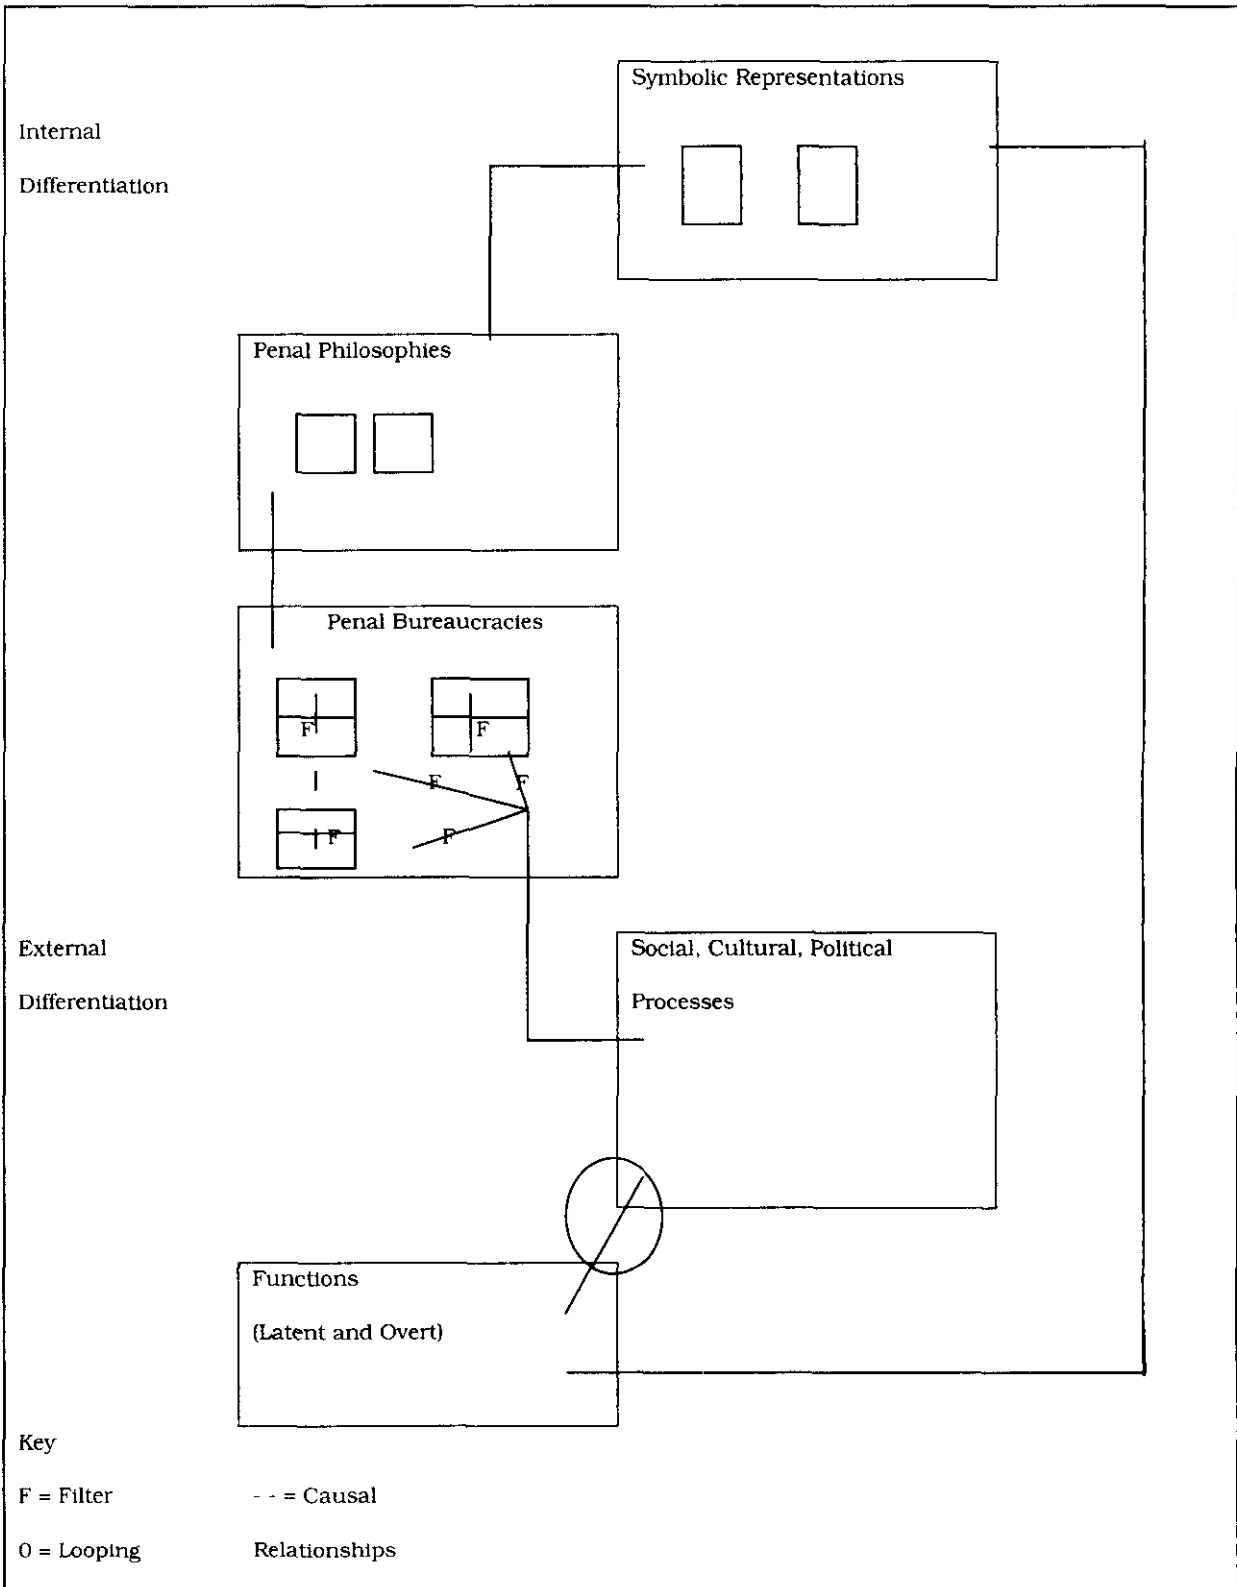 Symbolic Representations
Internal
Differentiation
Penal Philosophies
Penal Bureaucracies
F
F
F
F
F
F
External
Differentiation
Social, Cultural, Political
Processes
Functions
(Latent and Overt)
Key
F = Filter
- - = Causal
0 = Looping
Relationships